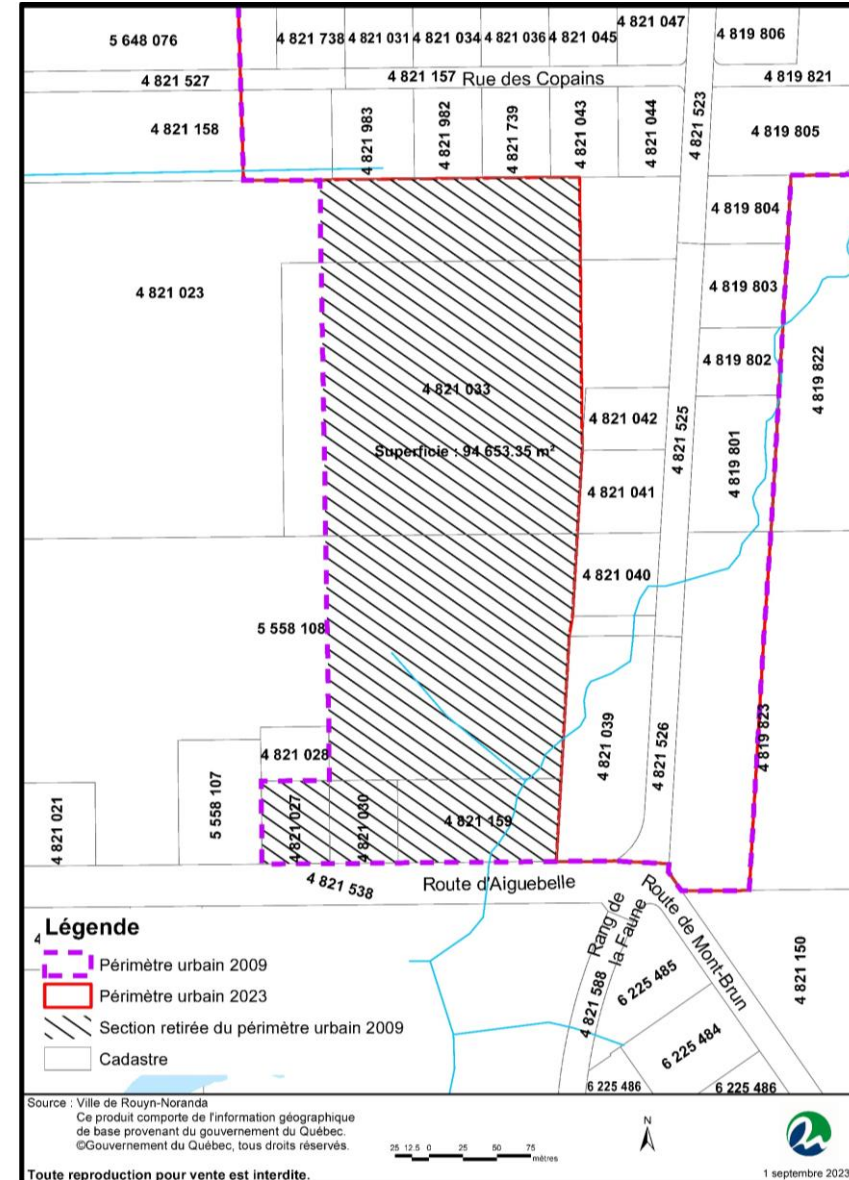 4 821 047
5 648 076
4 821 738
4 821 031
4 821 034
4 821 036
4 821 045
4 819 806
4 821 527
4 821 157
Rue des Copains
4 819 821
4 821 158
4 821 983
4 821 982
4 821 739
4 821 043
4 821 044
4 821 523
4 819 805
4 819 804
4 821 023
4 819 803
4 819 802
4 819 822
4 821 033
4 821 042
4 821 525
Superficie : 94 653.35 m²
4 819 801
4 821 041
4 821 040
5 558 108
4 821 039
4 821 526
4 819 823
4 821 028
5 558 107
4 821 021
4 821 027
4 821 030
4 821 159
4 821 538
Route d'Aiguebelle
Rang de
la Faune
Route de Mont-Brun
4 821 588
6 225 485
6 225 484
6 225 486
6 225 486
4 821 150
4
Légende
Périmètre urbain 2009
Périmètre urbain 2023
Section retirée du périmètre urbain 2009
Cadastre
Source : Ville de Rouyn-Noranda
Ce produit comporte de l'information géographique
de base provenant du gouvernement du Québec.
©Gouvernement du Québec, tous droits réservés.
Toute reproduction pour vente est interdite.
25 12.5 0 25 50 75
mètres
N
1 septembre 2023